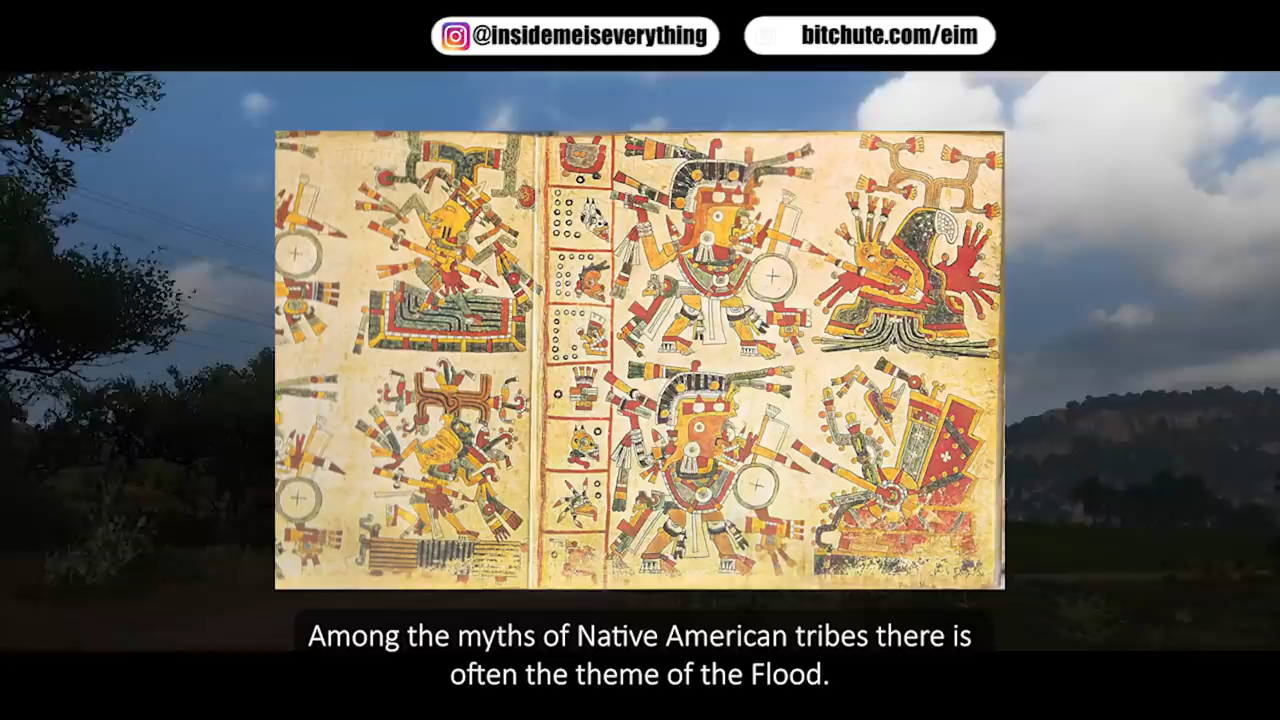 @insidemeiseverything
bitchute.com/eim
Among the myths of Native American tribes there is
often the theme of the Flood.